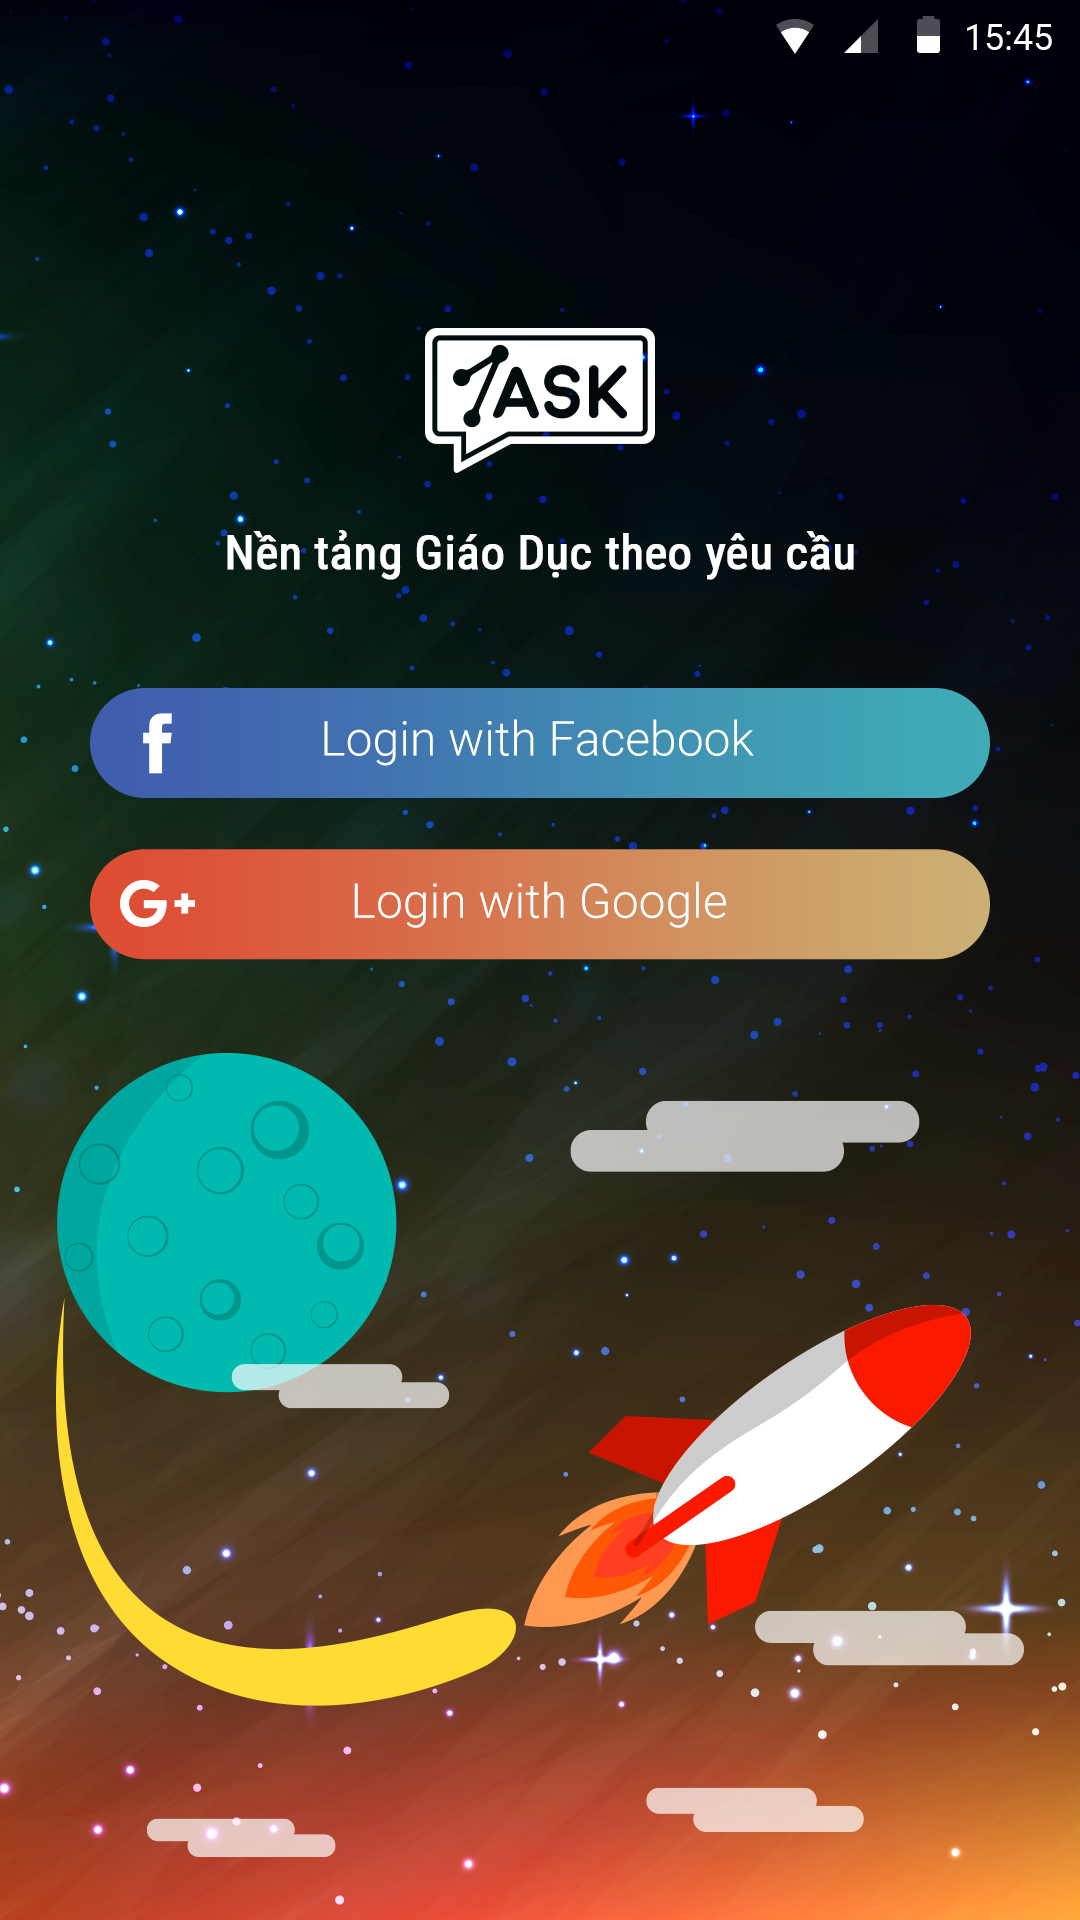 15:45
ASK
Nền tảng Giáo Dục theo yêu cầu
f
Login with Facebook
G+
Login with Google